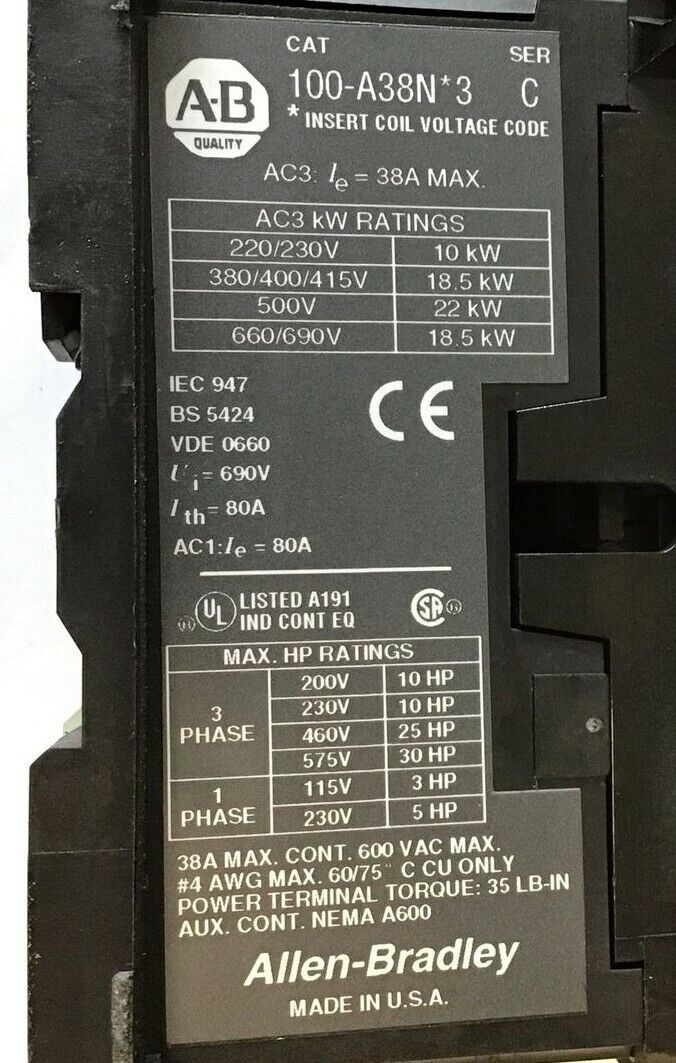 CAT SER
A-B QUALITY
100-A38N*3 C
* INSERT COIL VOLTAGE CODE
AC3: Ie = 38A MAX.
AC3 kW RATINGS
220/230V 10 kW
380/400/415V 18.5 kW
500V 22 kW
660/690V 18.5 kW
IEC 947
BS 5424
VDE 0660
CE
Ui = 690V
Ith = 80A
AC1: Ie = 80A
® UL LISTED A191 SA ®
IND CONT EQ
MAX. HP RATINGS
3 PHASE
200V 10 HP
230V 10 HP
460V 25 HP
575V 30 HP
1 PHASE
115V 3 HP
230V 5 HP
38A MAX. CONT. 600 VAC MAX.
#4 AWG MAX. 60/75° C CU ONLY
POWER TERMINAL TORQUE: 35 LB-IN
AUX. CONT. NEMA A600
Allen-Bradley
MADE IN U.S.A.